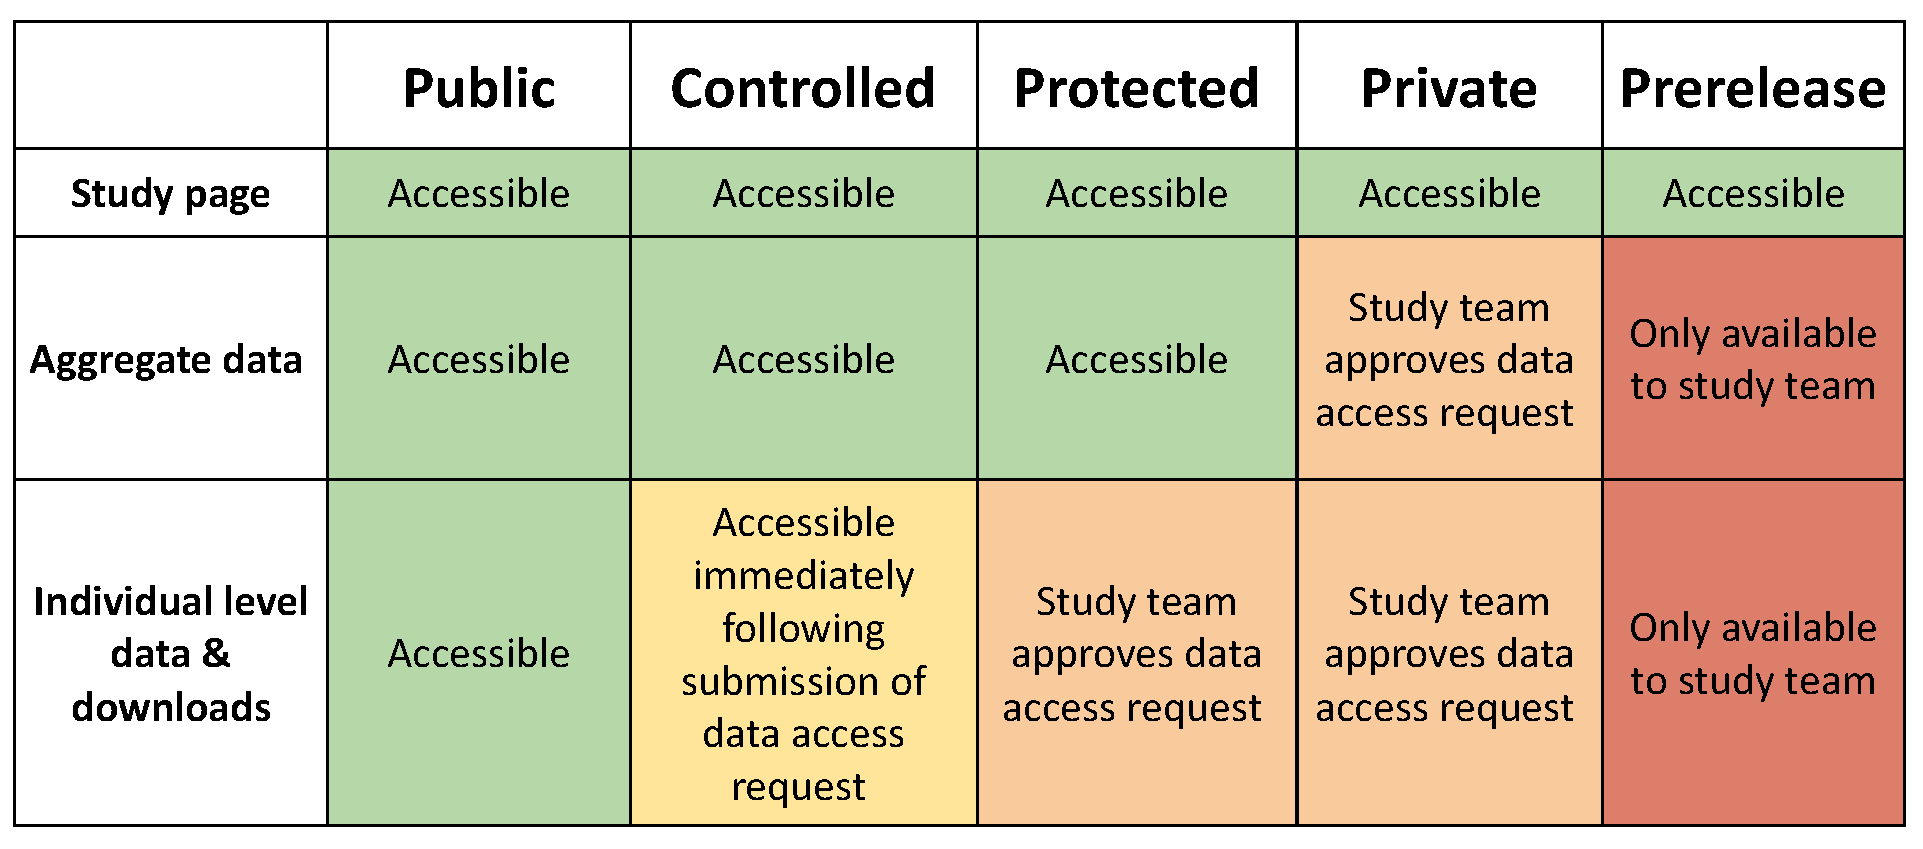 Public Controlled Protected Private Prerelease
Study page Accessible Accessible Accessible Accessible Accessible
Aggregate data Accessible Accessible Accessible
Study team
approves data
access request
Only available
to study team
Individual level
data &
downloads
Accessible
Accessible
immediately
following
submission of
data access
request
Study team
approves data
access request
Study team
approves data
access request
Only available
to study team